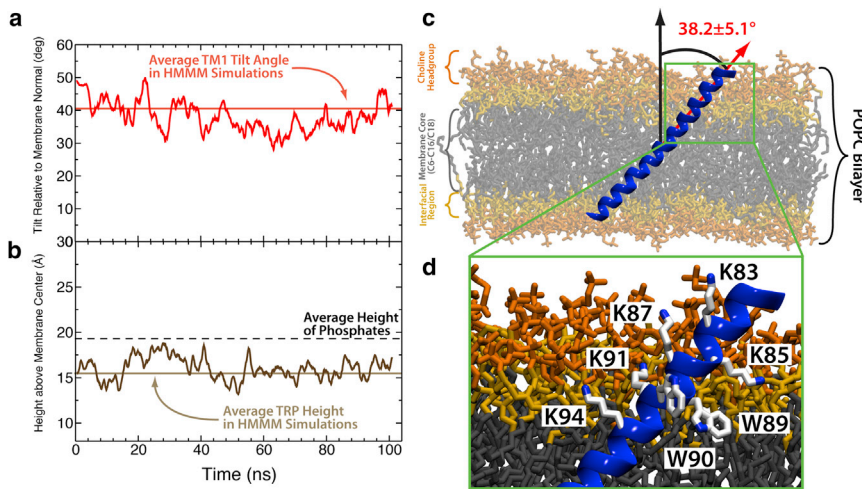 a
Tilt Relative to Membrane Normal (deg)
60
50
40
30
20
10
30
Average TM1 Tilt Angle
in HMMM Simulations
b
Height above Membrane Center (Å)
25
20
15
10
Average Height
of Phosphates
Average TRP Height
in HMMM Simulations
0
20
40
60
80
100
Time (ns)
c
38.2±5.1°
Choline
Headgroup
Membrane Core
(C6-C16/C18)
Interfacial
Region
POPC Bilayer
d
K83
K87
K91
K85
K94
W89
W90